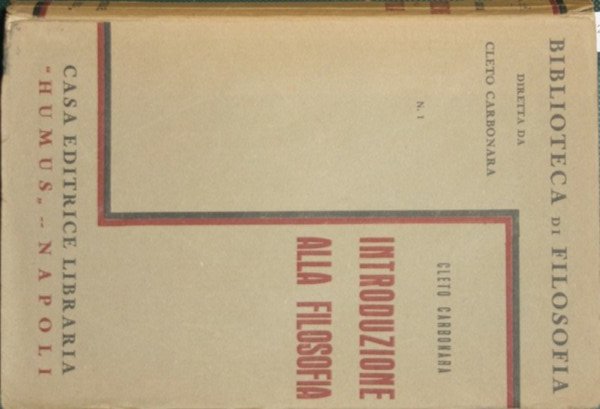 BIBLIOTECA DI FILOSOFIA
DIRETTA DA
CLETO CARBONARA
N. 1
CLETO CARBONARA
INTRODUZIONE
ALLA FILOSOFIA
CASA EDITRICE LIBRARIA
"HUMUS„ -- NAPOLI